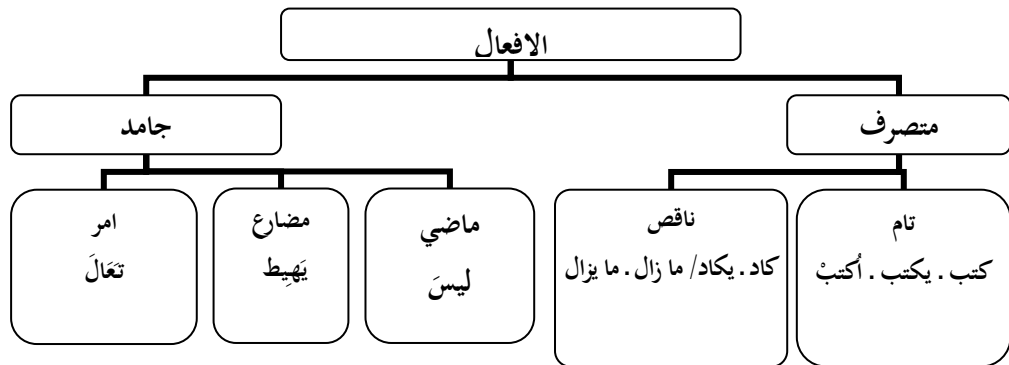 الافعال
متصرف
جامد
تام
كتب . يكتب . اُكتبْ
ناقص
كاد . يكاد/ ما زال . ما يزال
ماضي
ليسَ
مضارع
يَهِيط
امر
تَعَالَ